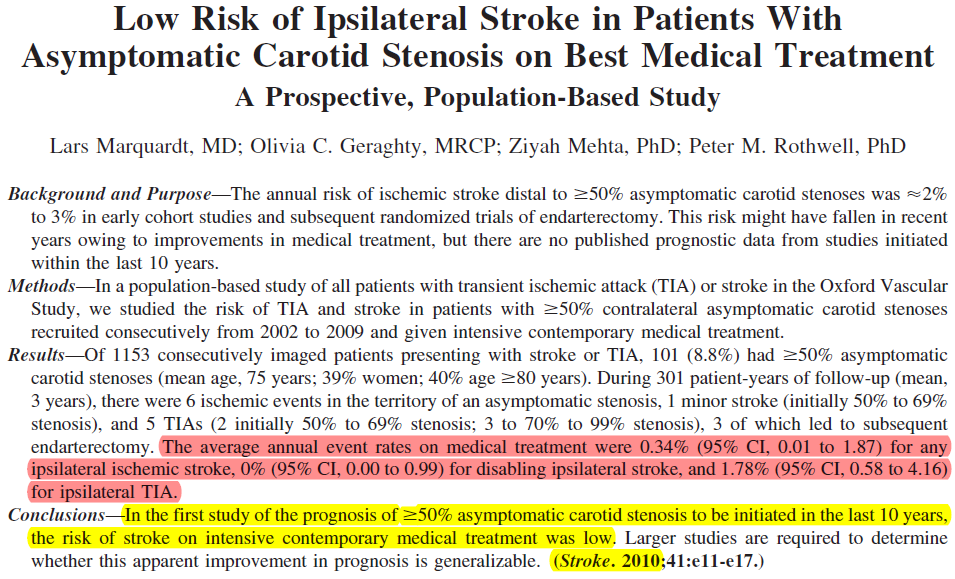 Low Risk of Ipsilateral Stroke in Patients With
Asymptomatic Carotid Stenosis on Best Medical Treatment
A Prospective, Population-Based Study
Lars Marquardt, MD; Olivia C. Geraghty, MRCP; Ziyah Mehta, PhD; Peter M. Rothwell, PhD
Background and Purpose—The annual risk of ischemic stroke distal to ≥50% asymptomatic carotid stenoses was ≈2%
to 3% in early cohort studies and subsequent randomized trials of endarterectomy. This risk might have fallen in recent
years owing to improvements in medical treatment, but there are no published prognostic data from studies initiated
within the last 10 years.
Methods—In a population-based study of all patients with transient ischemic attack (TIA) or stroke in the Oxford Vascular
Study, we studied the risk of TIA and stroke in patients with ≥50% contralateral asymptomatic carotid stenoses
recruited consecutively from 2002 to 2009 and given intensive contemporary medical treatment.
Results—Of 1153 consecutively imaged patients presenting with stroke or TIA, 101 (8.8%) had ≥50% asymptomatic
carotid stenoses (mean age, 75 years; 39% women; 40% age ≥80 years). During 301 patient-years of follow-up (mean,
3 years), there were 6 ischemic events in the territory of an asymptomatic stenosis, 1 minor stroke (initially 50% to 69%
stenosis), and 5 TIAs (2 initially 50% to 69% stenosis; 3 to 70% to 99% stenosis), 3 of which led to subsequent
endarterectomy. The average annual event rates on medical treatment were 0.34% (95% CI, 0.01 to 1.87) for any
ipsilateral ischemic stroke, 0% (95% CI, 0.00 to 0.99) for disabling ipsilateral stroke, and 1.78% (95% CI, 0.58 to 4.16)
for ipsilateral TIA.
Conclusions—In the first study of the prognosis of ≥50% asymptomatic carotid stenosis to be initiated in the last 10 years,
the risk of stroke on intensive contemporary medical treatment was low. Larger studies are required to determine
whether this apparent improvement in prognosis is generalizable. (Stroke. 2010;41:e11-e17.)